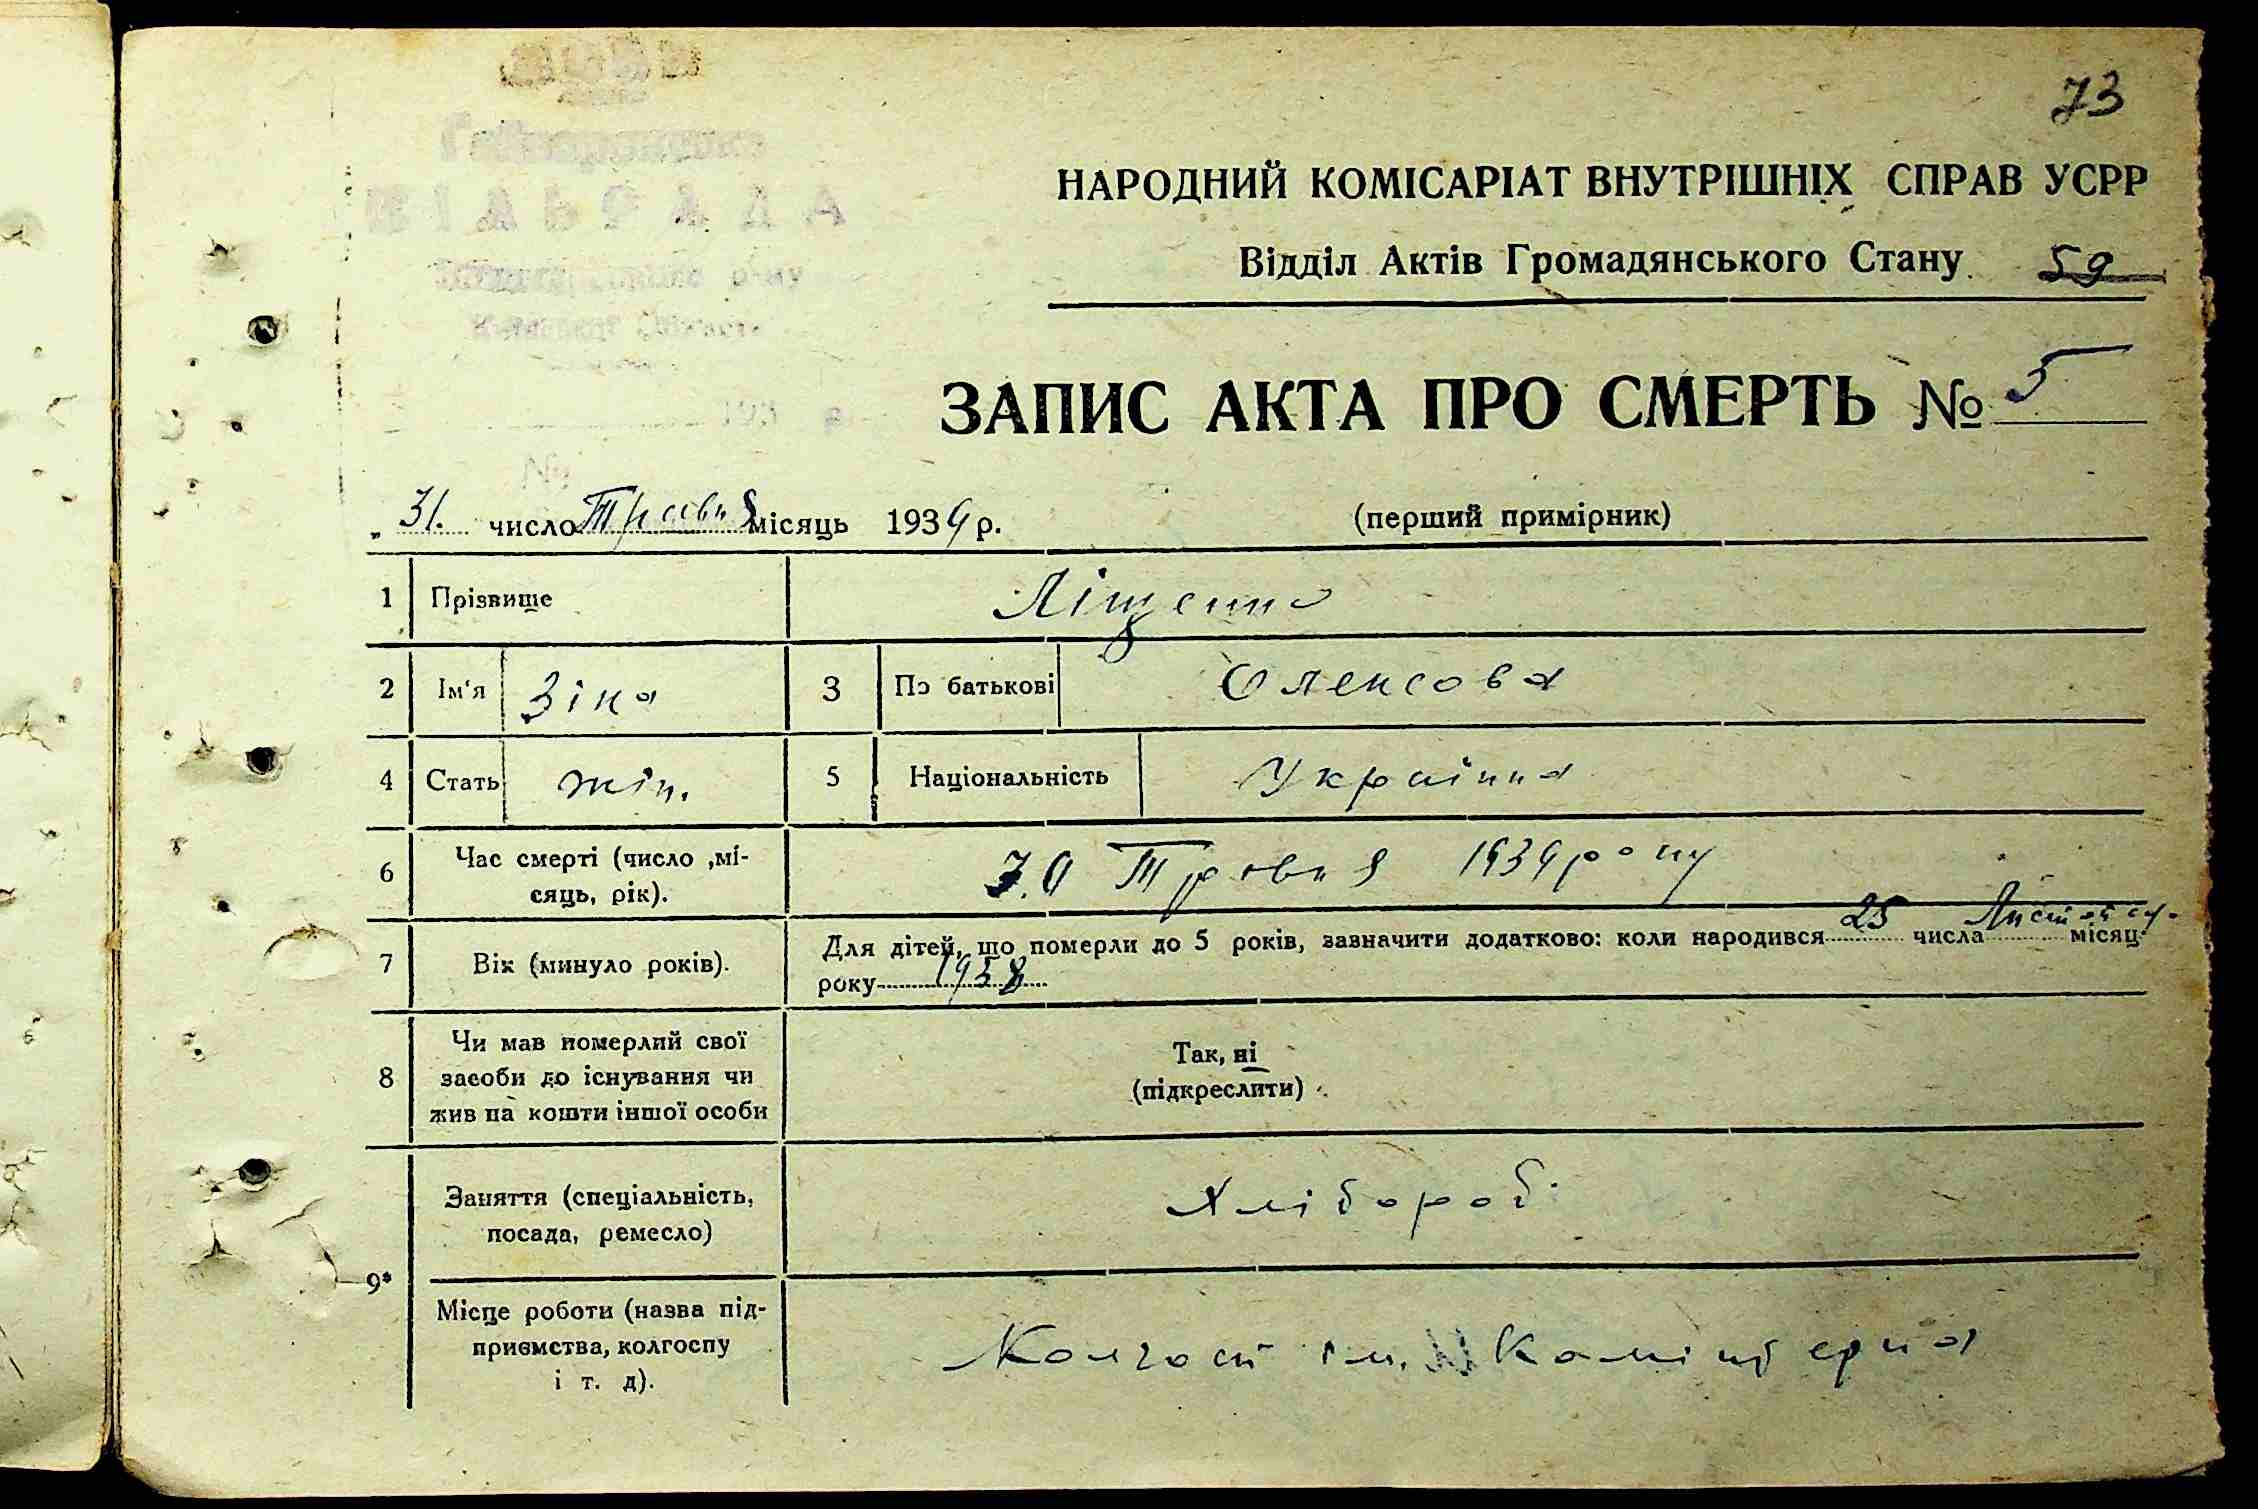 73
НАРОДНИЙ КОМІСАРІАТ ВНУТРІШНІХ СПРАВ УСРР
Відділ Актів Громадянського Стану 59
ЗАПИС АКТА ПРО СМЕРТЬ № 5
„ 31. число Травня місяць 1939 р. (перший примірник)
1 Прізвище Ліщенко
2 Ім'я Зіна 3 По батькові Олексова
4 Стать жін. 5 Національність Українка
6 Час смерті (число ,місяць, рік). 30 Травня 1939 року
7 Вік (минуло років). Для дітей, що померли до 5 років, зазначити додатково: коли народився 25 числа місяц
року 1938
8 Чи мав померлий свої
засоби до існування чи
жив на кошти іншої особи
Так, ні
(підкреслити)
9*
Заняття (спеціальність,
посада, ремесло)
Хлібороб
Місце роботи (назва під-
приємства, колгоспу
і т. д).
Колгосп ім. Комінтерна